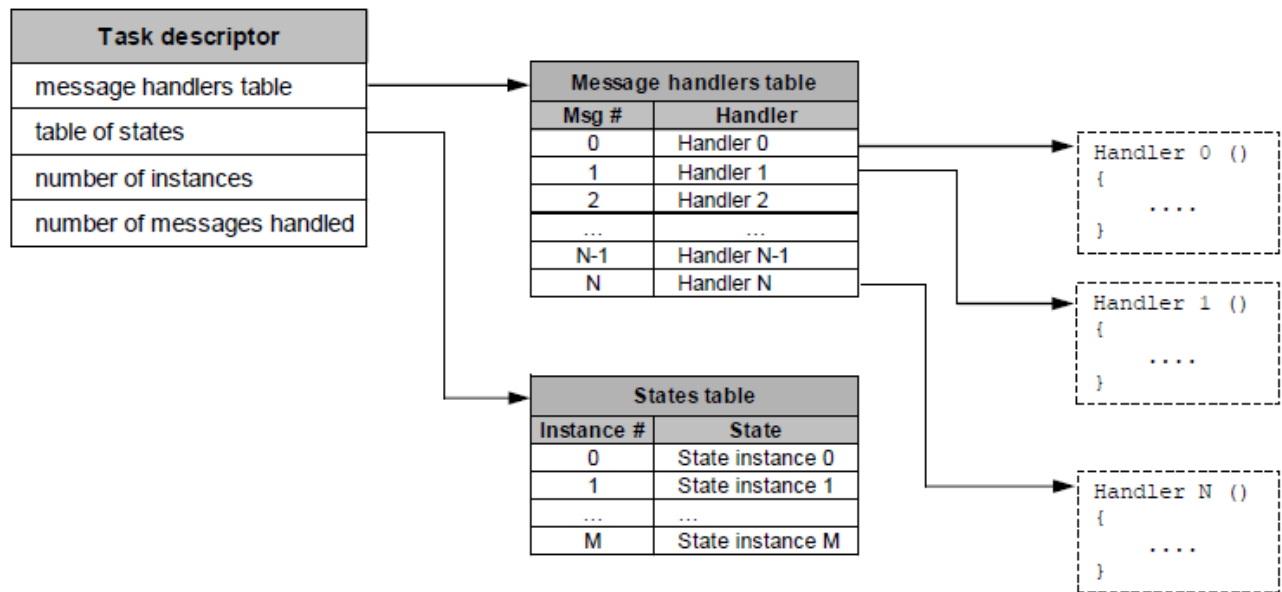 Task descriptor
message handlers table
table of states
number of instances
number of messages handled
Message handlers table
Msg # Handler
0 Handler 0
1 Handler 1
2 Handler 2
... ...
N-1 Handler N-1
N Handler N
States table
Instance # State
0 State instance 0
1 State instance 1
... ...
M State instance M
Handler 0 ()
{
....
}
Handler 1 ()
{
....
}
Handler N ()
{
....
}